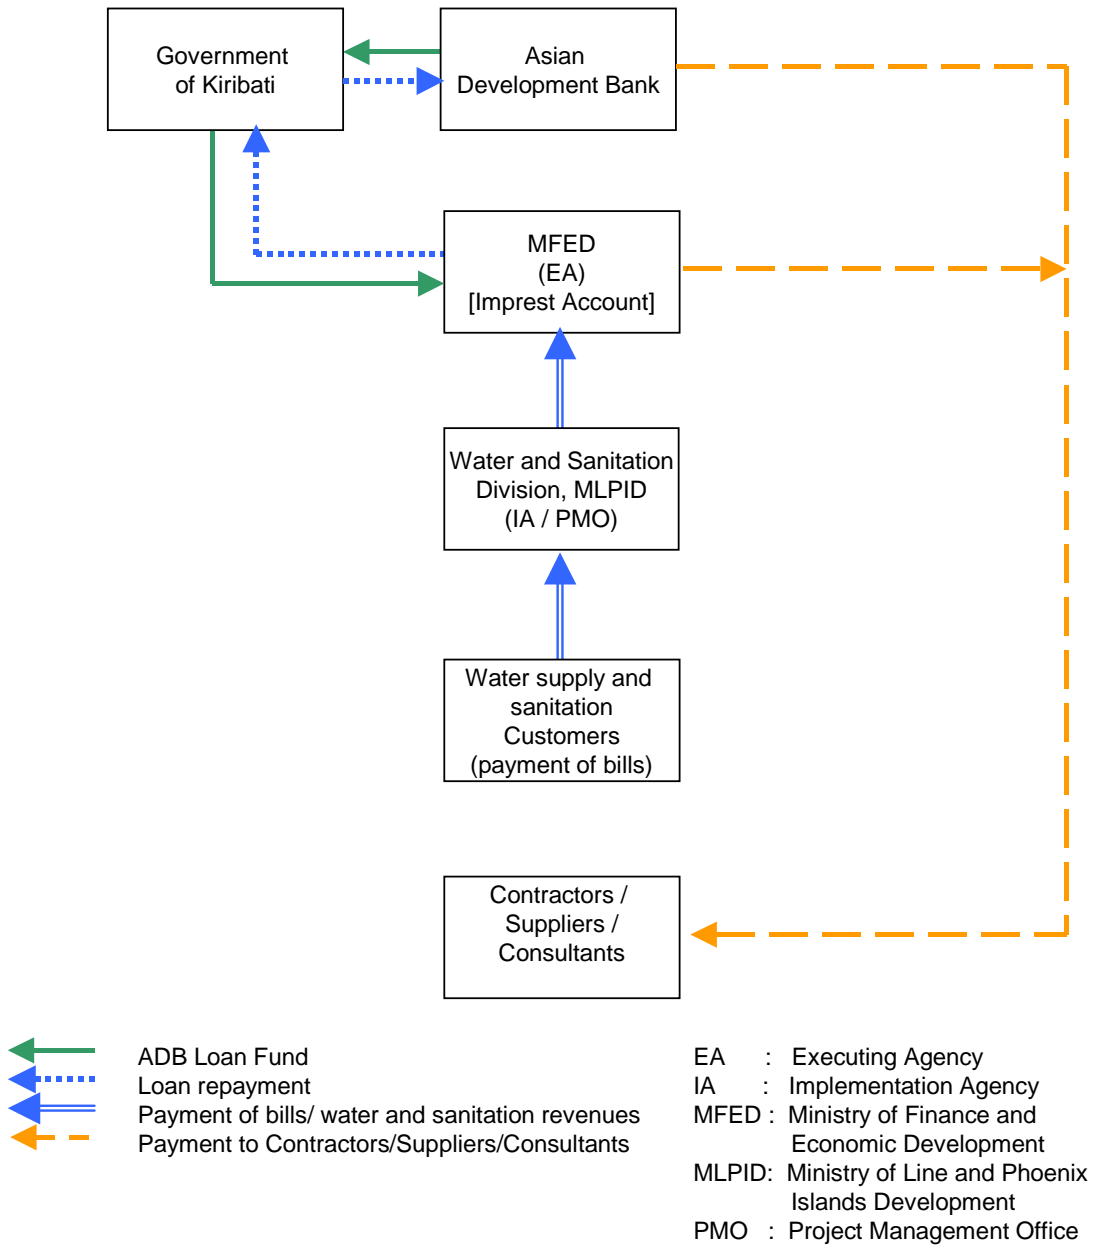 Government
of Kiribati
Asian
Development Bank
MFED
(EA)
[Imprest Account]
Water and Sanitation
Division, MLPID
(IA / PMO)
Water supply and
sanitation
Customers
(payment of bills)
Contractors /
Suppliers /
Consultants
ADB Loan Fund
Loan repayment
Payment of bills/ water and sanitation revenues
Payment to Contractors/Suppliers/Consultants
EA : Executing Agency
IA : Implementation Agency
MFED : Ministry of Finance and
Economic Development
MLPID: Ministry of Line and Phoenix
Islands Development
PMO : Project Management Office